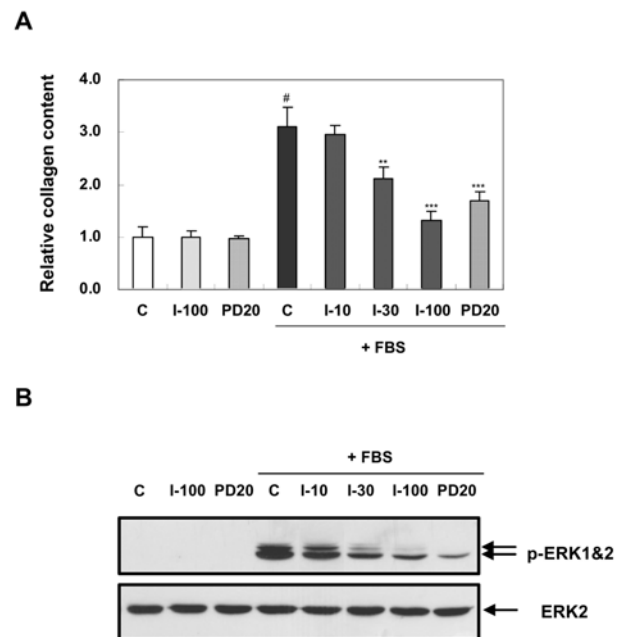 A
Relative collagen content
4.0
3.0
2.0
1.0
0.0
#
**
***
***
C I-100 PD20 C I-10 I-30 I-100 PD20
+ FBS
B
+ FBS
C I-100 PD20 C I-10 I-30 I-100 PD20
p-ERK1&2
ERK2